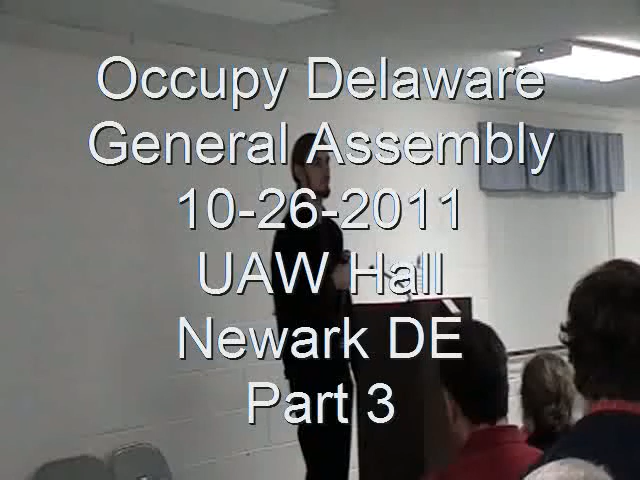 Occupy Delaware
General Assembly
10-26-2011
UAW Hall
Newark DE
Part 3